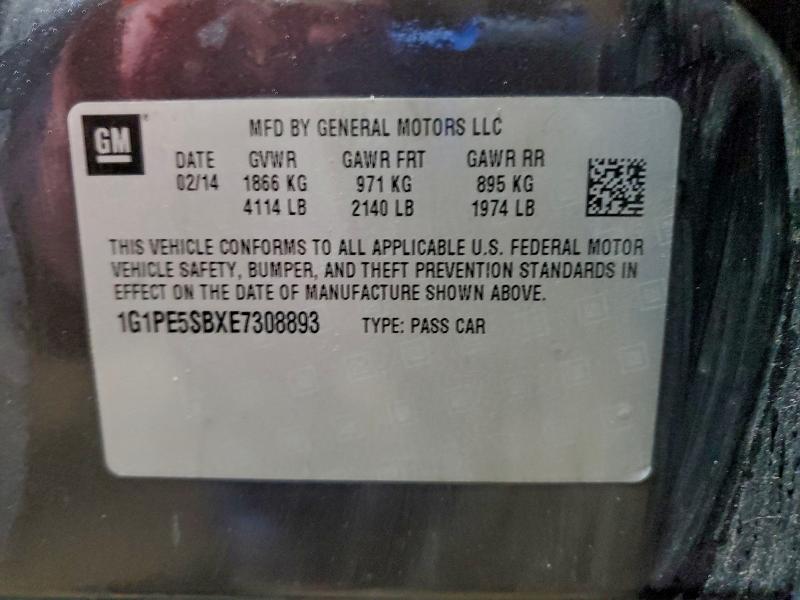 GM
MFD BY GENERAL MOTORS LLC
DATE GVWR GAWR FRT GAWR RR
02/14 1866 KG 971 KG 895 KG
4114 LB 2140 LB 1974 LB
THIS VEHICLE CONFORMS TO ALL APPLICABLE U.S. FEDERAL MOTOR
VEHICLE SAFETY, BUMPER, AND THEFT PREVENTION STANDARDS IN
EFFECT ON THE DATE OF MANUFACTURE SHOWN ABOVE.
1G1PE5SBXE7308893 TYPE: PASS CAR